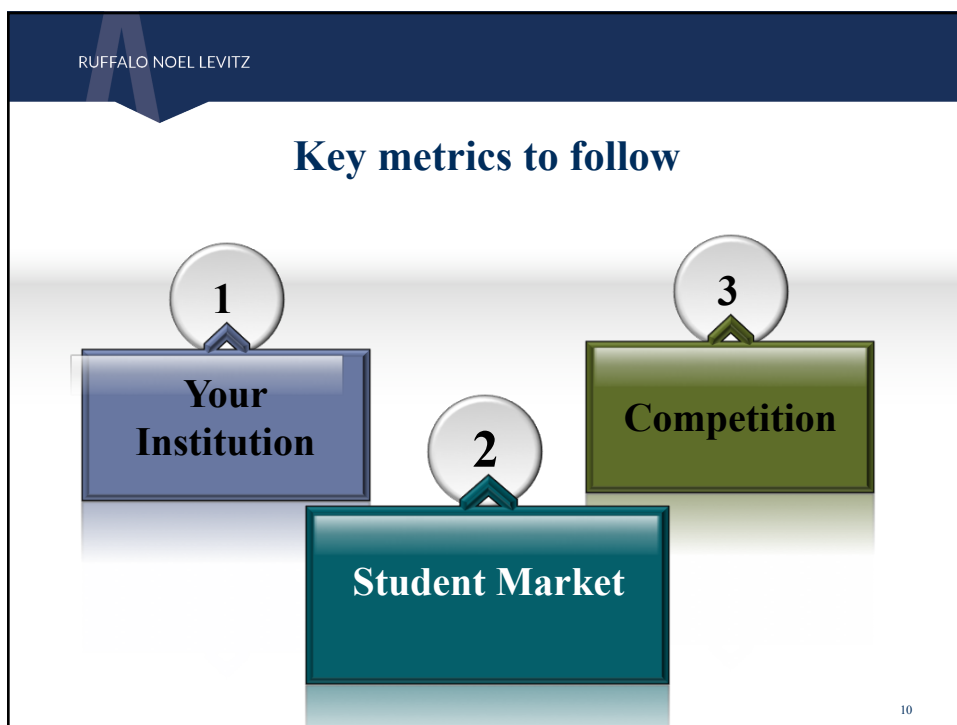 RUFFALO NOEL LEVITZ
Key metrics to follow
1
Your
Institution
2
Student Market
3
Competition
10